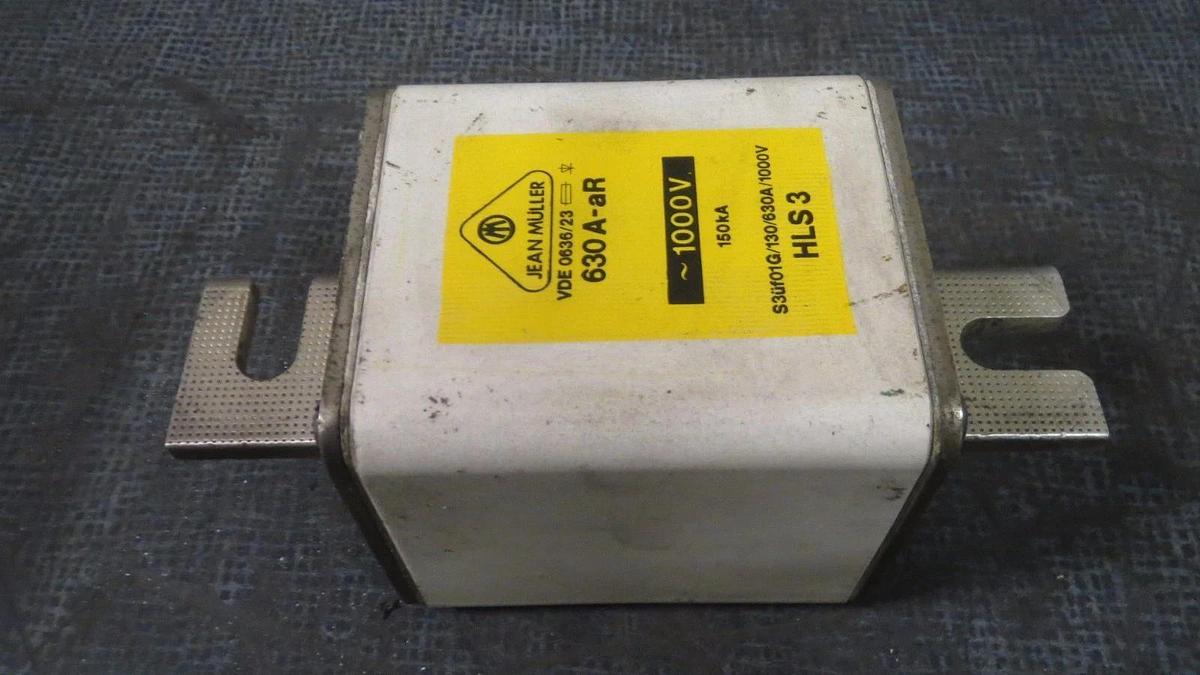 JEAN MÜLLER
VDE 0636/23
630 A-aR
~1000V.
150kA
S3üf01G/130/630A/1000V
HLS 3